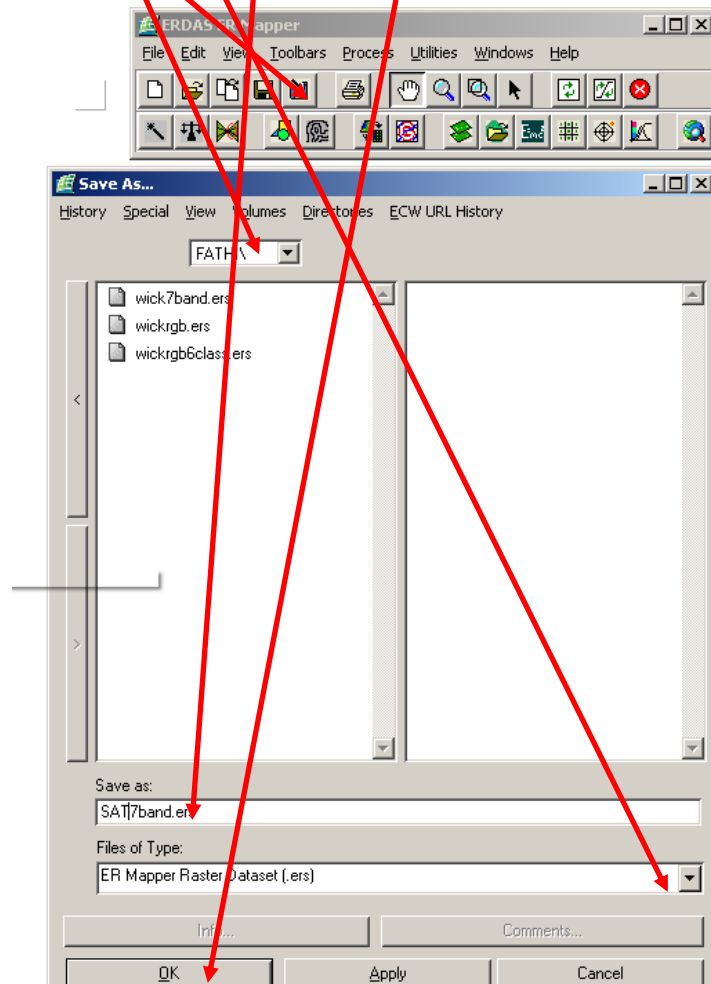 ERDAS ER Mapper
File Edit View Toolbars Process Utilities Windows Help
Save As...
History Special View Volumes Directories ECW URL History
FATH\
wick7band.ers
wickrgb.ers
wickrgb6class.ers
<
>
Save as:
SAT7band.ers
Files of Type:
ER Mapper Raster Dataset (.ers)
Info... Comments...
OK Apply Cancel